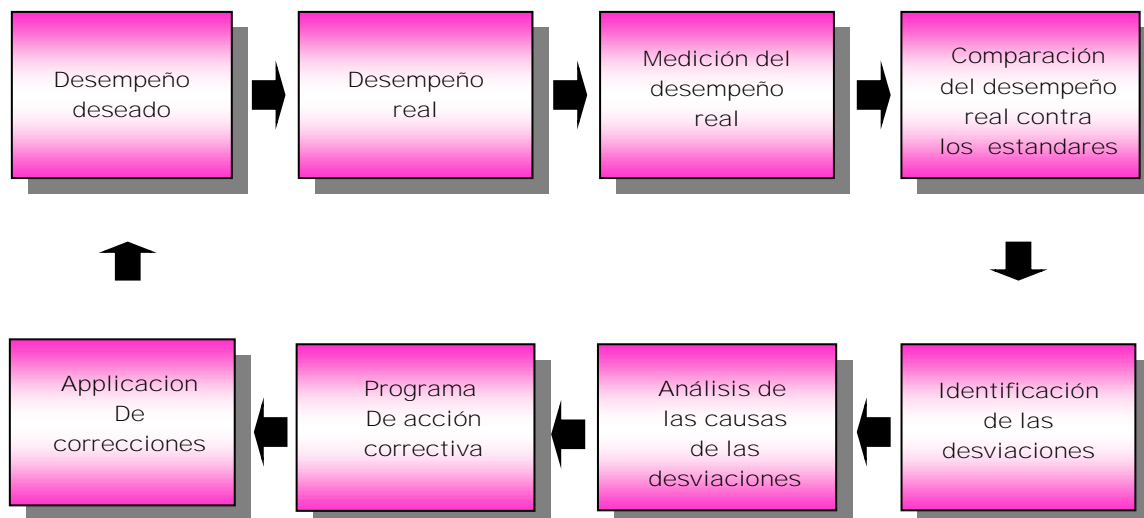 Desempeño
deseado
Desempeño
real
Medición del
desempeño
real
Comparación
del desempeño
real contra
los estandares
Identificación
de las
desviaciones
Análisis de
las causas
de las
desviaciones
Programa
De acción
correctiva
Applicacion
De
correcciones